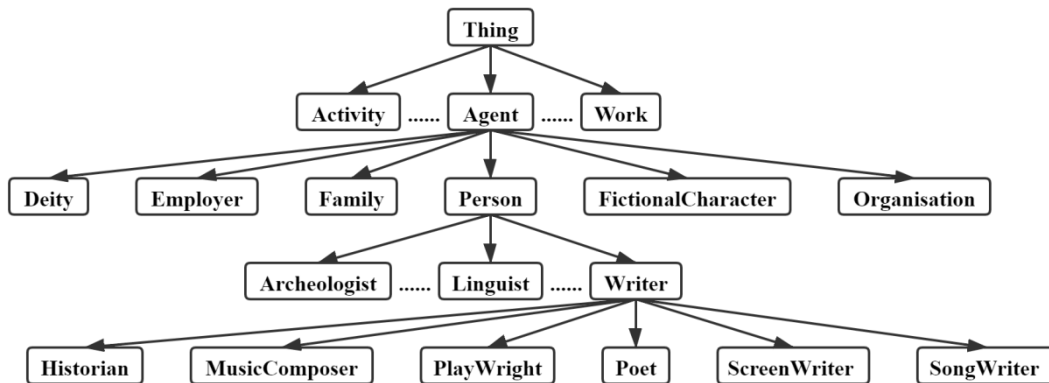 Thing
Activity ...... Agent ...... Work
Deity Employer Family Person FictionalCharacter Organisation
Archeologist ...... Linguist ...... Writer
Historian MusicComposer PlayWright Poet ScreenWriter SongWriter